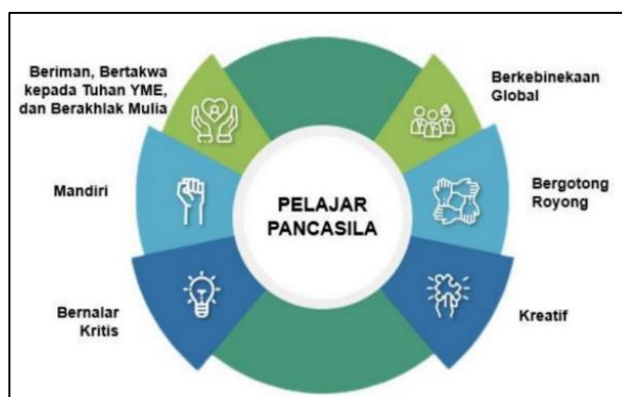 Beriman, Bertakwa
kepada Tuhan YME,
dan Berakhlak Mulia
Berkebinekaan
Global
Mandiri
PELAJAR
PANCASILA
Bergotong
Royong
Bernalar
Kritis
Kreatif